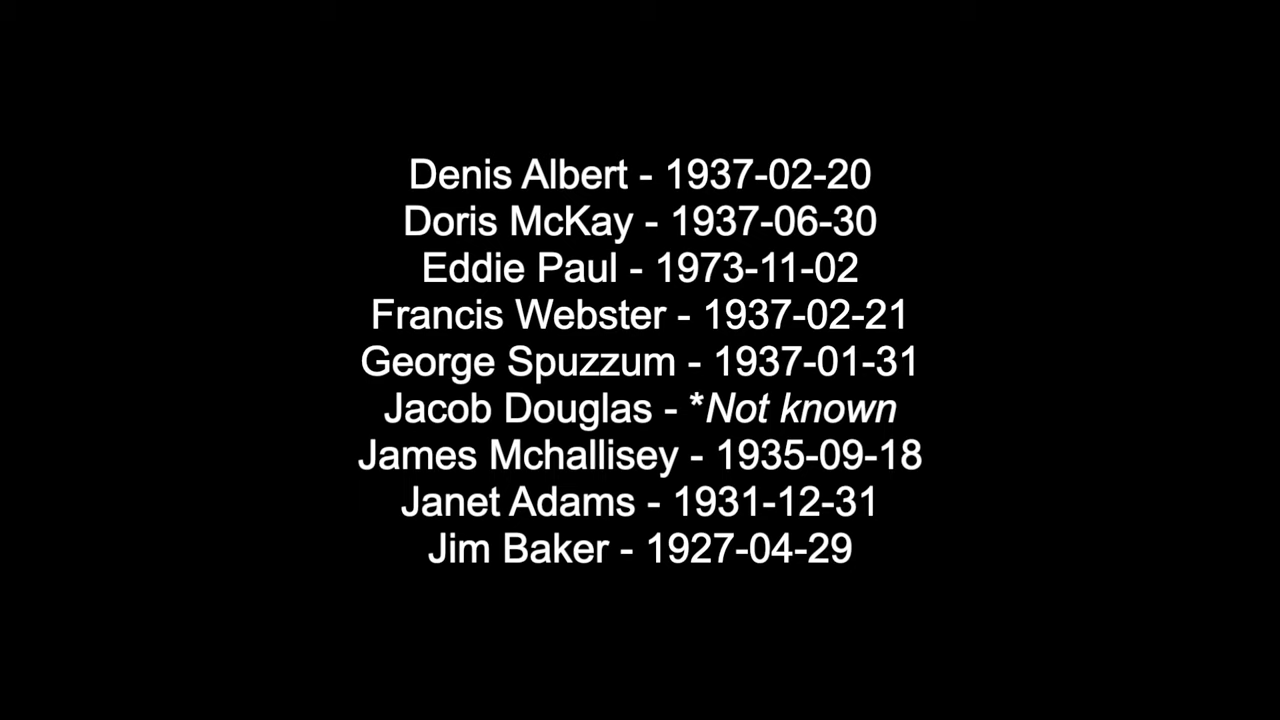 Denis Albert - 1937-02-20
Doris McKay - 1937-06-30
Eddie Paul - 1973-11-02
Francis Webster - 1937-02-21
George Spuzzum - 1937-01-31
Jacob Douglas - *Not known
James Mchallisey - 1935-09-18
Janet Adams - 1931-12-31
Jim Baker - 1927-04-29